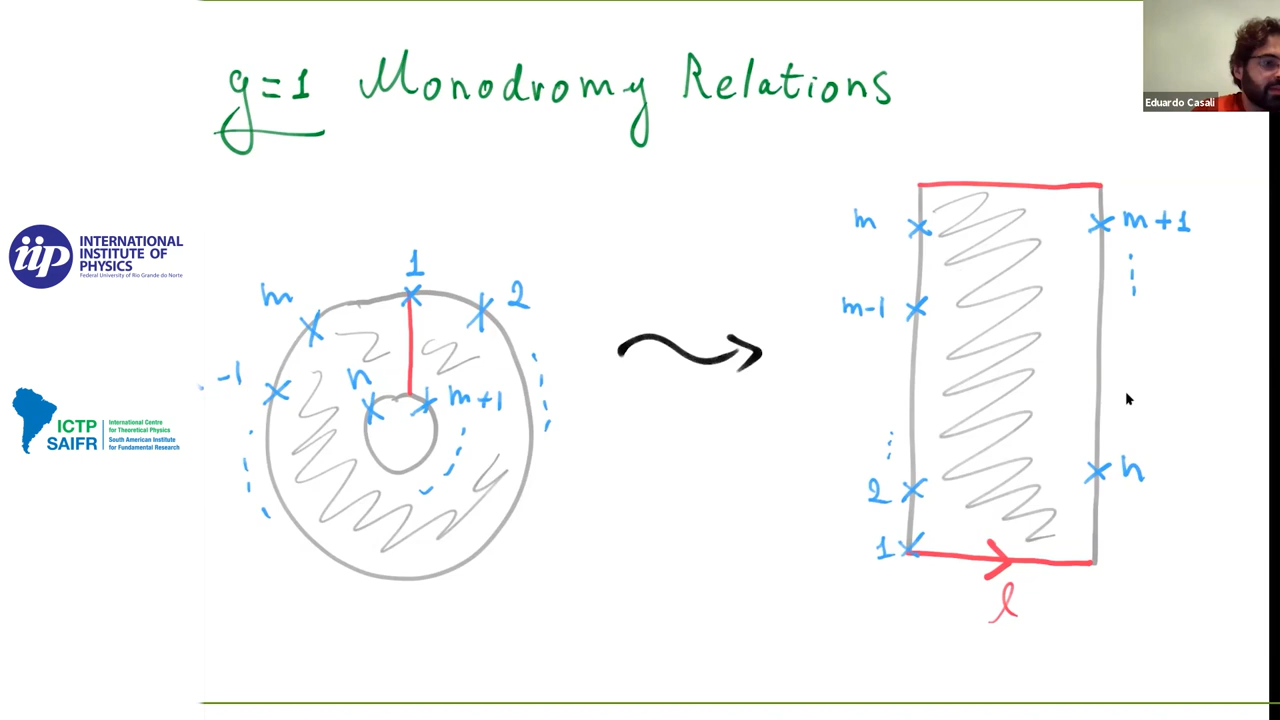 g=1 Monodromy Relations
Eduardo Casali
iip INTERNATIONAL
INSTITUTE OF
PHYSICS
Federal University of Rio Grande do Norte
ICTP
SAIFR
International Centre
for Theoretical Physics
South American Institute
for Fundamental Research
1
m
2
-1
n
m+1
m
m+1
m-1
2
n
1
l